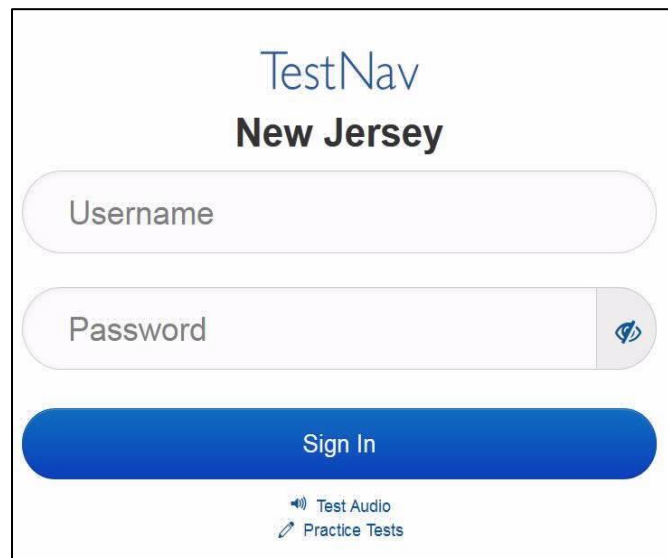 TestNav
New Jersey
Username
Password
Sign In
Test Audio
Practice Tests